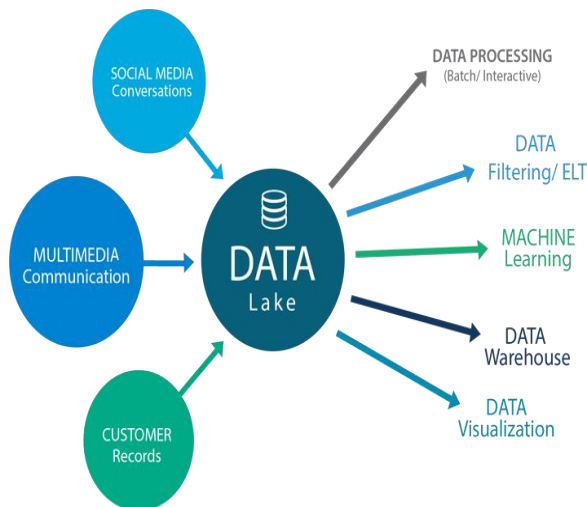 SOCIAL MEDIA
Conversations
MULTIMEDIA
Communication
CUSTOMER
Records
DATA
Lake
DATA PROCESSING
(Batch/ Interactive)
DATA
Filtering/ ELT
MACHINE
Learning
DATA
Warehouse
DATA
Visualization